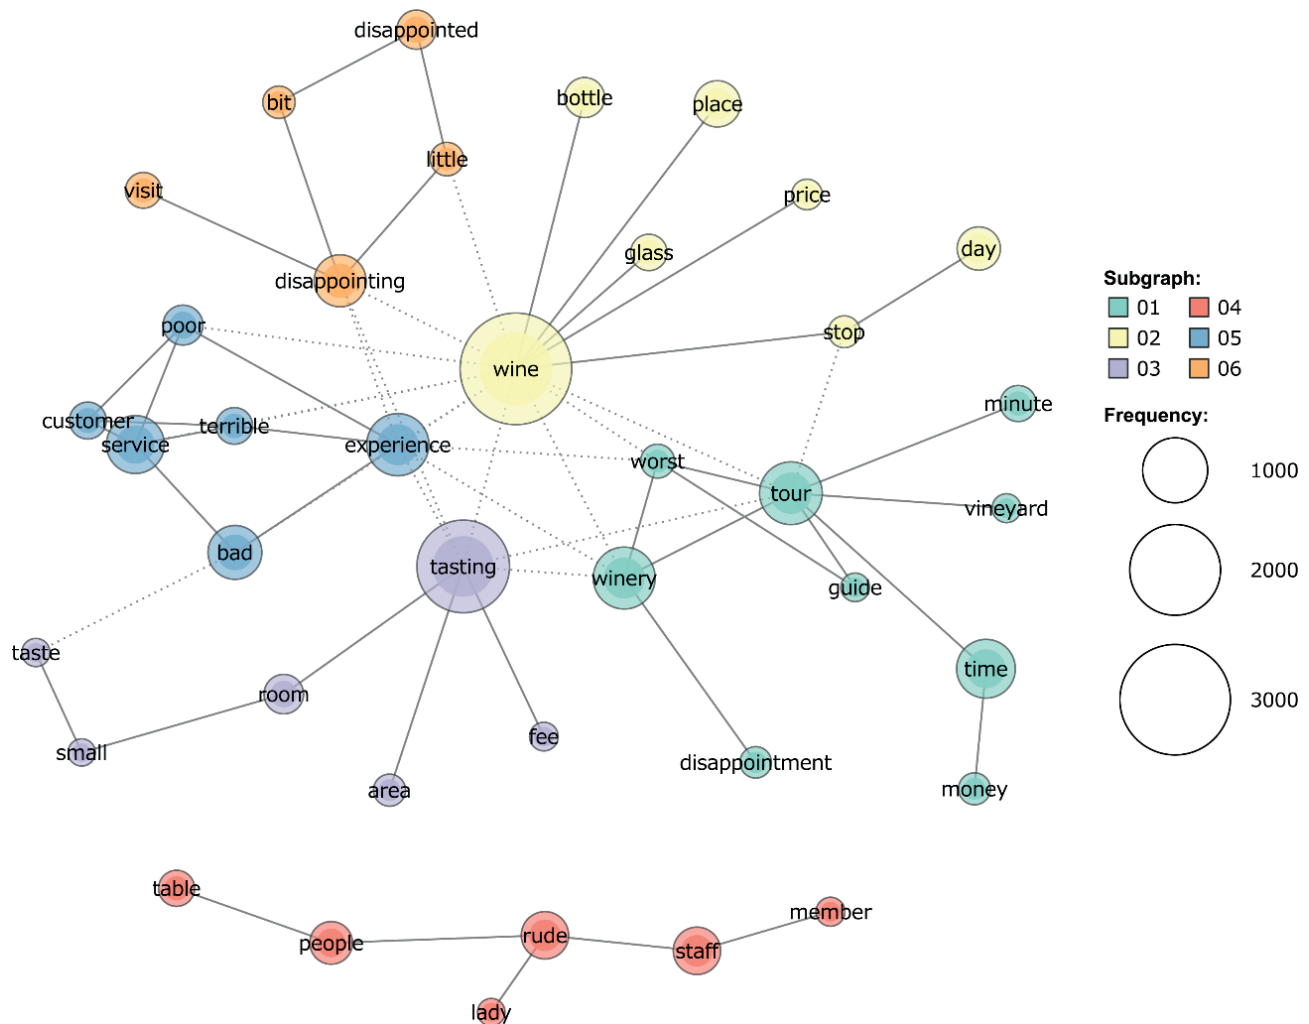 disappointed
bit
bottle
place
little
visit
price
glass
day
disappointing
poor
stop
wine
minute
customer
terrible
service
experience
worst
tour
vineyard
bad
tasting
winery
guide
taste
time
room
small
fee
disappointment
area
money
table
member
people
rude
staff
lady
Subgraph:
01 04
02 05
03 06
Frequency:
1000
2000
3000